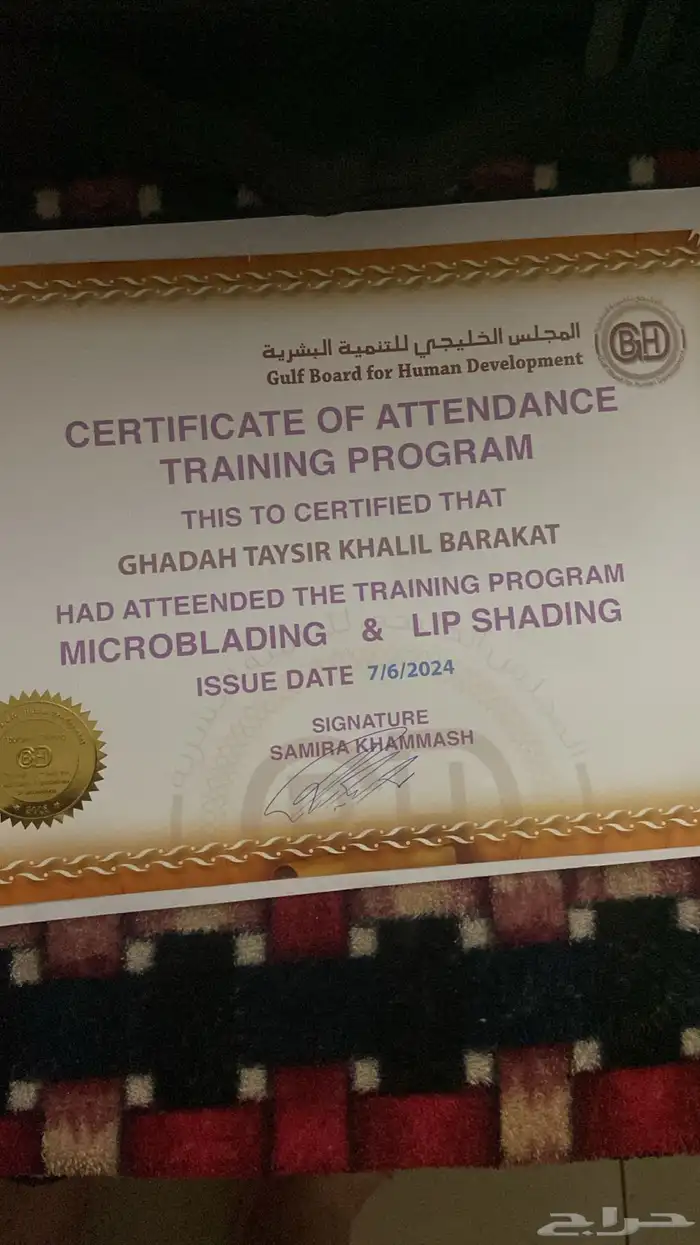 المجلس الخليجي للتنمية البشرية
Gulf Board for Human Development
CERTIFICATE OF ATTENDANCE
TRAINING PROGRAM
THIS TO CERTIFIED THAT
GHADAH TAYSIR KHALIL BARAKAT
HAD ATTEENDED THE TRAINING PROGRAM
MICROBLADING & LIP SHADING
ISSUE DATE 7/6/2024
SIGNATURE
SAMIRA KHAMMASH
حراج